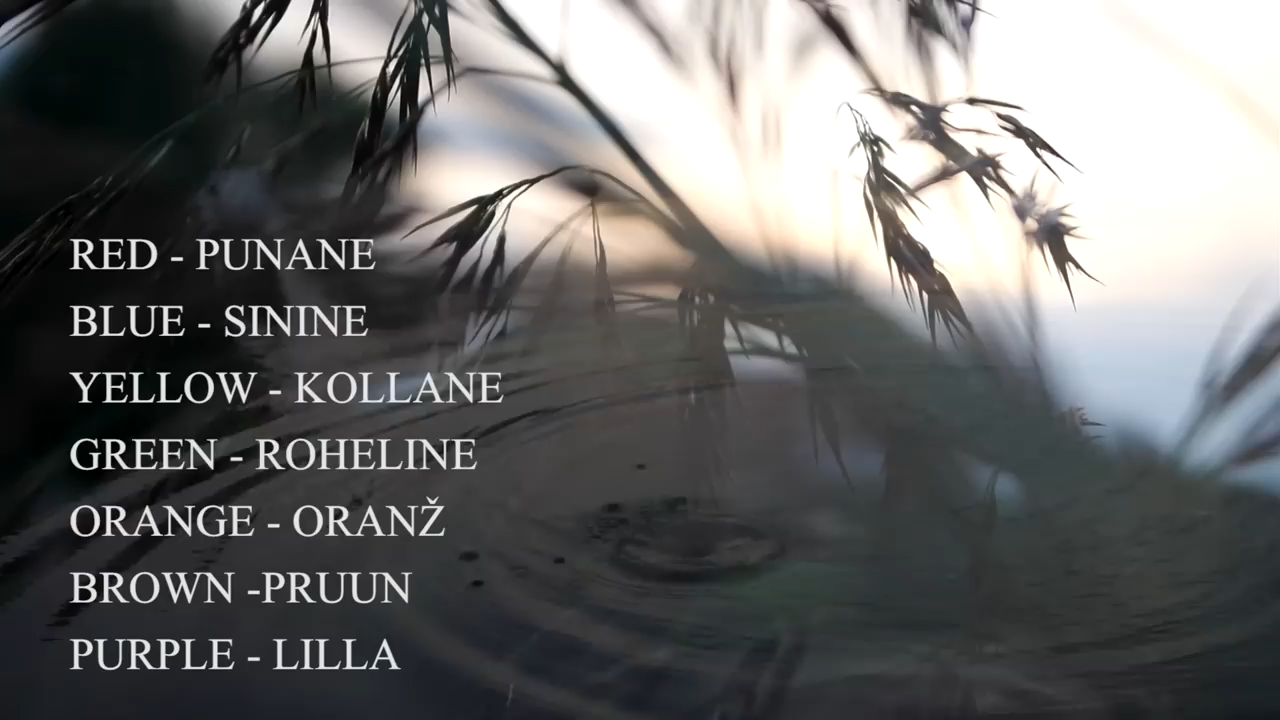 RED - PUNANE
BLUE - SININE
YELLOW - KOLLANE
GREEN - ROHELINE
ORANGE - ORANŽ
BROWN -PRUUN
PURPLE - LILLA